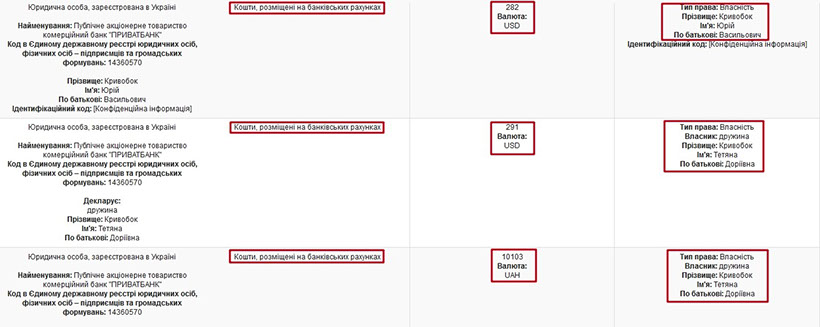 Юридична особа, зареєстрована в Україні
Найменування: Публічне акціонерне товариство
комерційний банк "ПРИВАТБАНК"
Код в Єдиному державному реєстрі юридичних осіб,
фізичних осіб – підприємців та громадських
формувань: 14360570
Прізвище: Кривобок
Ім'я: Юрій
По батькові: Васильович
Ідентифікаційний код: [Конфіденційна інформація]
Кошти, розміщені на банківських рахунках
282
Валюта:
USD
Тип права: Власність
Прізвище: Кривобок
Ім'я: Юрій
По батькові: Васильович
Ідентифікаційний код: [Конфіденційна інформація]
Юридична особа, зареєстрована в Україні
Найменування: Публічне акціонерне товариство
комерційний банк "ПРИВАТБАНК"
Код в Єдиному державному реєстрі юридичних осіб,
фізичних осіб – підприємців та громадських
формувань: 14360570
Декларує:
дружина
Прізвище: Кривобок
Ім'я: Тетяна
По батькові: Доріївна
Кошти, розміщені на банківських рахунках
291
Валюта:
USD
Тип права: Власність
Власник: дружина
Прізвище: Кривобок
Ім'я: Тетяна
По батькові: Доріївна
Юридична особа, зареєстрована в Україні
Найменування: Публічне акціонерне товариство
комерційний банк "ПРИВАТБАНК"
Код в Єдиному державному реєстрі юридичних осіб,
фізичних осіб – підприємців та громадських
формувань: 14360570
Кошти, розміщені на банківських рахунках
10103
Валюта:
UAH
Тип права: Власність
Власник: дружина
Прізвище: Кривобок
Ім'я: Тетяна
По батькові: Доріївна